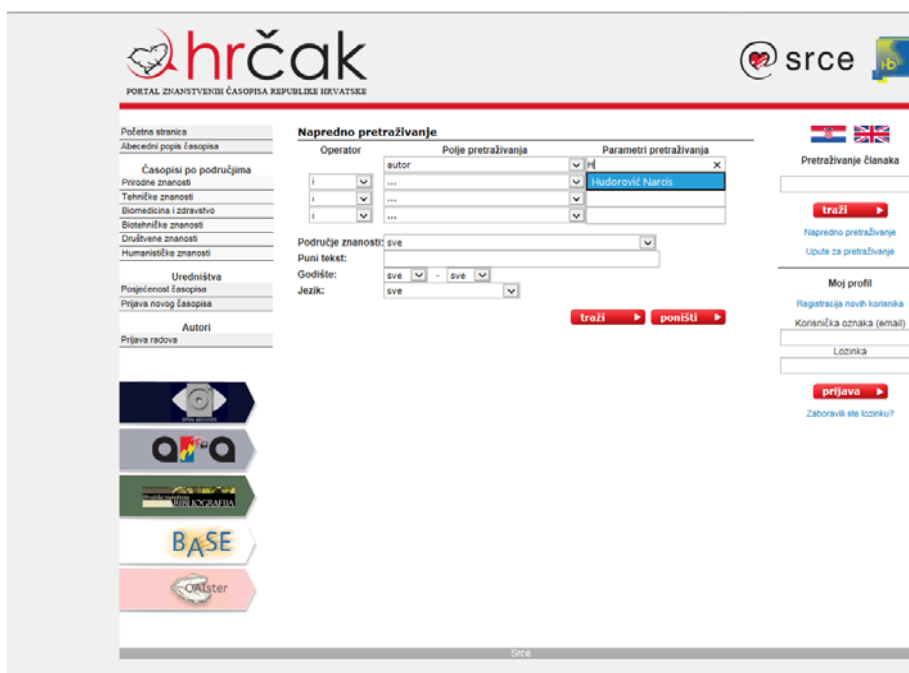 hrčak
PORTAL ZNANSTVENIH ČASOPISA REPUBLIKE HRVATSKE
srce
Početna stranica
Abecedni popis časopisa
Časopisi po područjima
Prirodne znanosti
Tehničke znanosti
Biomedicina i zdravstvo
Biotehničke znanosti
Društvene znanosti
Humanističke znanosti
Uredništva
Posjećenost časopisa
Prijava novog časopisa
Autori
Prijava radova
OPEN ARCHIVES
BIBLIOGRAFIJA
BASE
OAIster
Napredno pretraživanje
Operator Polje pretraživanja Parametri pretraživanja
autor H
i ... Hudorović Narcis
i ...
i ...
Područje znanosti: sve
Puni tekst:
Godište: sve - sve
Jezik: sve
traži poništi
Pretraživanje članaka
traži
Napredno pretraživanje
Upute za pretraživanje
Moj profil
Registracija novih korisnika
Korisnička oznaka (email)
Lozinka
prijava
Zaboravili ste lozinku?
Srce